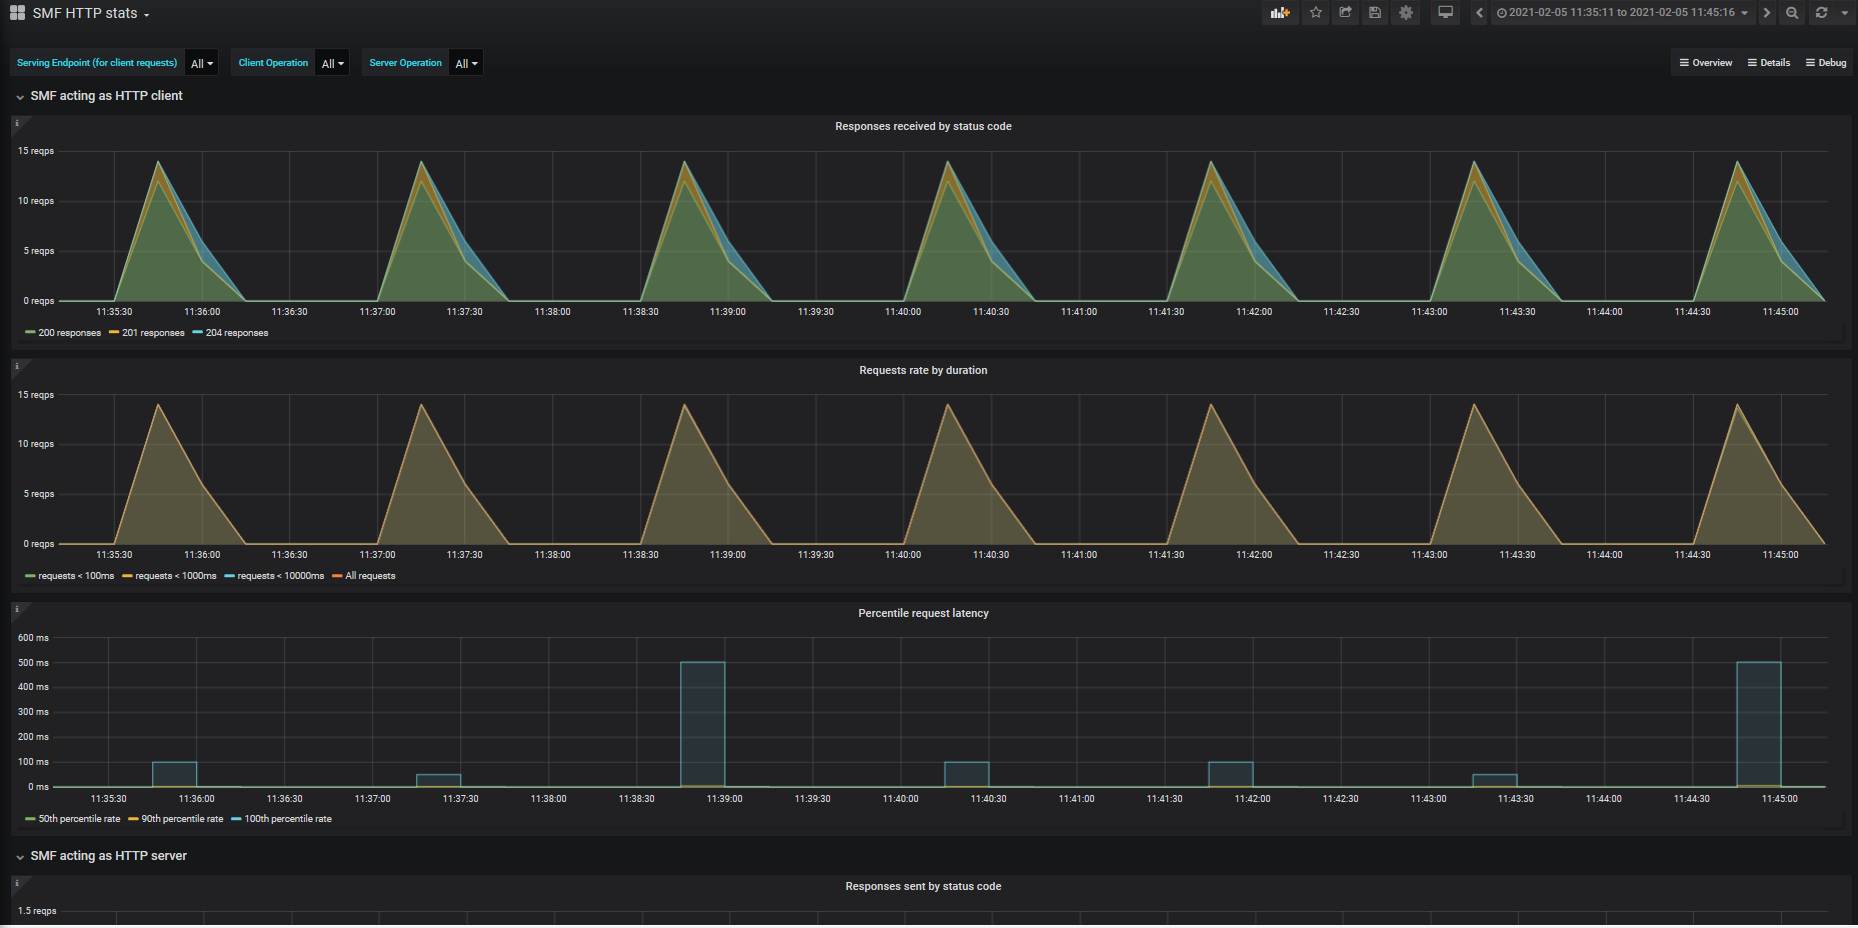 SMF HTTP stats
2021-02-05 11:35:11 to 2021-02-05 11:45:16
Serving Endpoint (for client requests) All Client Operation All Server Operation All
Overview Details Debug
SMF acting as HTTP client
Responses received by status code
15 reqps
10 reqps
5 reqps
0 reqps
11:35:30 11:36:00 11:36:30 11:37:00 11:37:30 11:38:00 11:38:30 11:39:00 11:39:30 11:40:00 11:40:30 11:41:00 11:41:30 11:42:00 11:42:30 11:43:00 11:43:30 11:44:00 11:44:30 11:45:00
200 responses 201 responses 204 responses
Requests rate by duration
15 reqps
10 reqps
5 reqps
0 reqps
11:35:30 11:36:00 11:36:30 11:37:00 11:37:30 11:38:00 11:38:30 11:39:00 11:39:30 11:40:00 11:40:30 11:41:00 11:41:30 11:42:00 11:42:30 11:43:00 11:43:30 11:44:00 11:44:30 11:45:00
requests < 100ms requests < 1000ms requests < 10000ms All requests
Percentile request latency
600 ms
500 ms
400 ms
300 ms
200 ms
100 ms
0 ms
11:35:30 11:36:00 11:36:30 11:37:00 11:37:30 11:38:00 11:38:30 11:39:00 11:39:30 11:40:00 11:40:30 11:41:00 11:41:30 11:42:00 11:42:30 11:43:00 11:43:30 11:44:00 11:44:30 11:45:00
50th percentile rate 90th percentile rate 100th percentile rate
SMF acting as HTTP server
Responses sent by status code
1.5 reqps